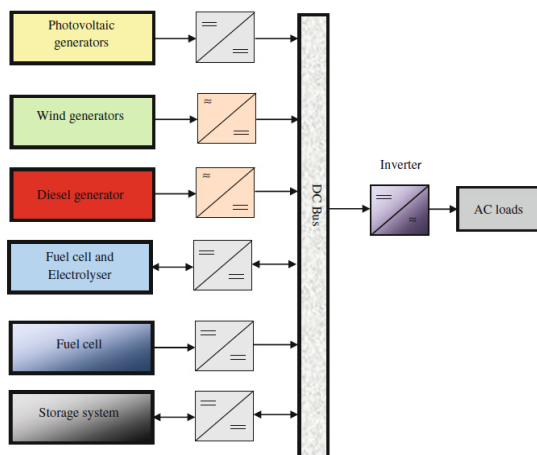 Photovoltaic
generators
Wind generators
Diesel generator
Fuel cell and
Electrolyser
Fuel cell
Storage system
DC Bus
Inverter
AC loads